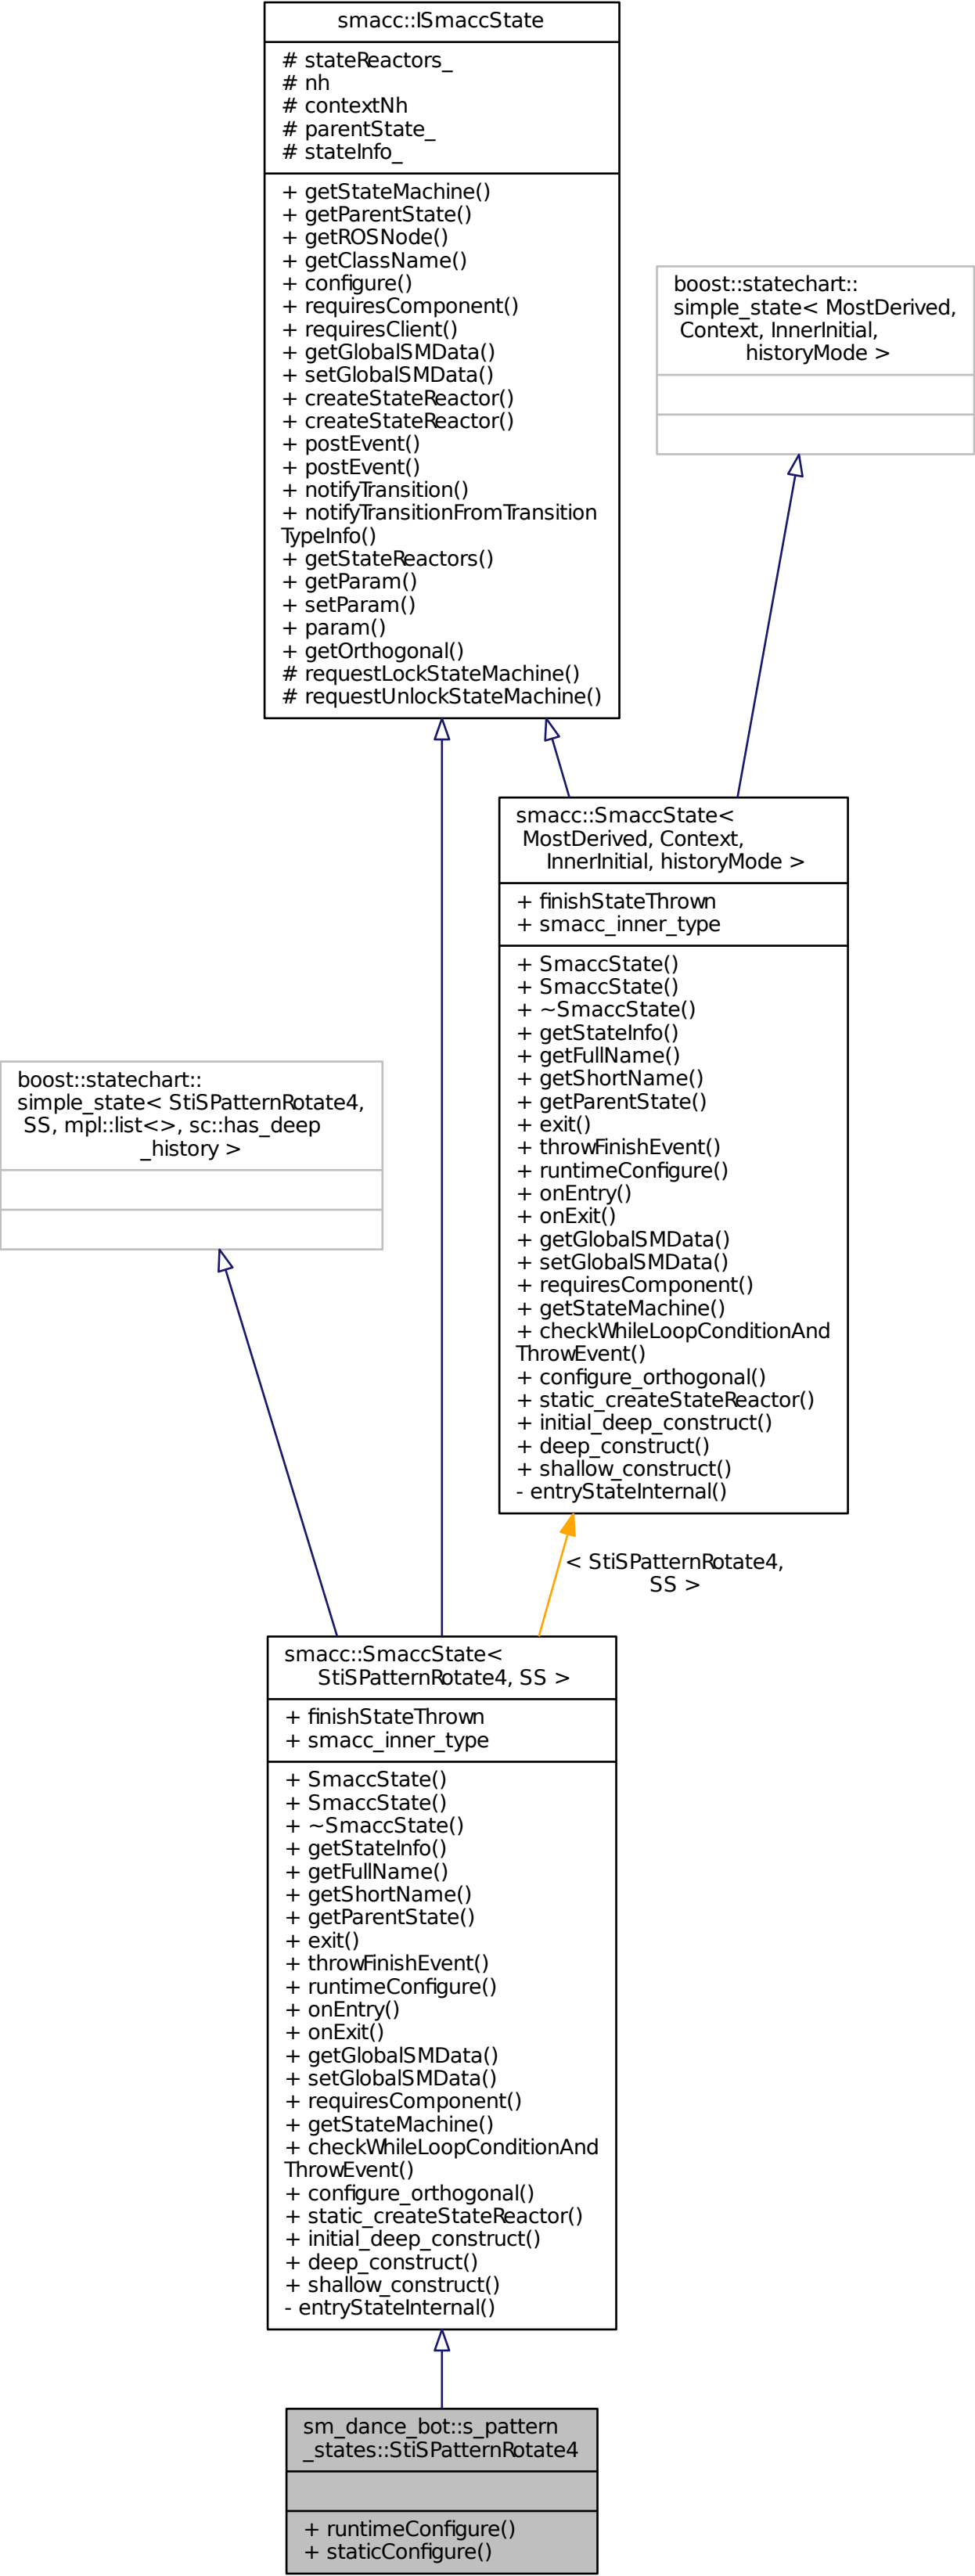 smacc::ISmaccState
# stateReactors_
# nh
# contextNh
# parentState_
# stateInfo_
+ getStateMachine()
+ getParentState()
+ getROSNode()
+ getClassName()
+ configure()
+ requiresComponent()
+ requiresClient()
+ getGlobalSMData()
+ setGlobalSMData()
+ createStateReactor()
+ createStateReactor()
+ postEvent()
+ postEvent()
+ notifyTransition()
+ notifyTransitionFromTransition
TypeInfo()
+ getStateReactors()
+ getParam()
+ setParam()
+ param()
+ getOrthogonal()
# requestLockStateMachine()
# requestUnlockStateMachine()
boost::statechart::
simple_state< MostDerived,
Context, InnerInitial,
historyMode >
smacc::SmaccState<
MostDerived, Context,
InnerInitial, historyMode >
+ finishStateThrown
+ smacc_inner_type
+ SmaccState()
+ SmaccState()
+ ~SmaccState()
+ getStateInfo()
+ getFullName()
+ getShortName()
+ getParentState()
+ exit()
+ throwFinishEvent()
+ runtimeConfigure()
+ onEntry()
+ onExit()
+ getGlobalSMData()
+ setGlobalSMData()
+ requiresComponent()
+ getStateMachine()
+ checkWhileLoopConditionAnd
ThrowEvent()
+ configure_orthogonal()
+ static_createStateReactor()
+ initial_deep_construct()
+ deep_construct()
+ shallow_construct()
- entryStateInternal()
boost::statechart::
simple_state< StiSPatternRotate4,
SS, mpl::list<>, sc::has_deep
_history >
< StiSPatternRotate4,
SS >
smacc::SmaccState<
StiSPatternRotate4, SS >
+ finishStateThrown
+ smacc_inner_type
+ SmaccState()
+ SmaccState()
+ ~SmaccState()
+ getStateInfo()
+ getFullName()
+ getShortName()
+ getParentState()
+ exit()
+ throwFinishEvent()
+ runtimeConfigure()
+ onEntry()
+ onExit()
+ getGlobalSMData()
+ setGlobalSMData()
+ requiresComponent()
+ getStateMachine()
+ checkWhileLoopConditionAnd
ThrowEvent()
+ configure_orthogonal()
+ static_createStateReactor()
+ initial_deep_construct()
+ deep_construct()
+ shallow_construct()
- entryStateInternal()
sm_dance_bot::s_pattern
_states::StiSPatternRotate4
+ runtimeConfigure()
+ staticConfigure()